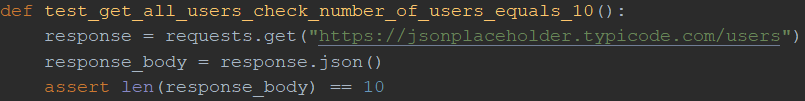 def test_get_all_users_check_number_of_users_equals_10():
    response = requests.get("https://jsonplaceholder.typicode.com/users")
    response_body = response.json()
    assert len(response_body) == 10